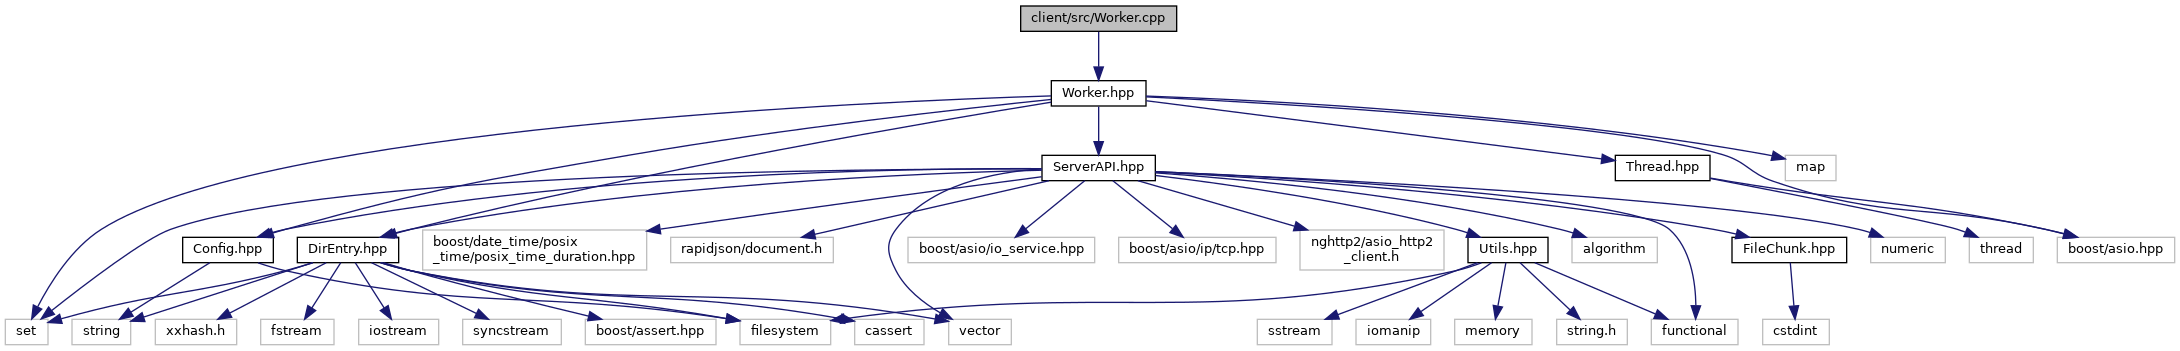 client/src/Worker.cpp
Worker.hpp
ServerAPI.hpp
Thread.hpp
map
Config.hpp
DirEntry.hpp
boost/date_time/posix
_time/posix_time_duration.hpp
rapidjson/document.h
boost/asio/io_service.hpp
boost/asio/ip/tcp.hpp
nghttp2/asio_http2
_client.h
Utils.hpp
algorithm
FileChunk.hpp
numeric
thread
boost/asio.hpp
set
string
xxhash.h
fstream
iostream
syncstream
boost/assert.hpp
filesystem
cassert
vector
sstream
iomanip
memory
string.h
functional
cstdint